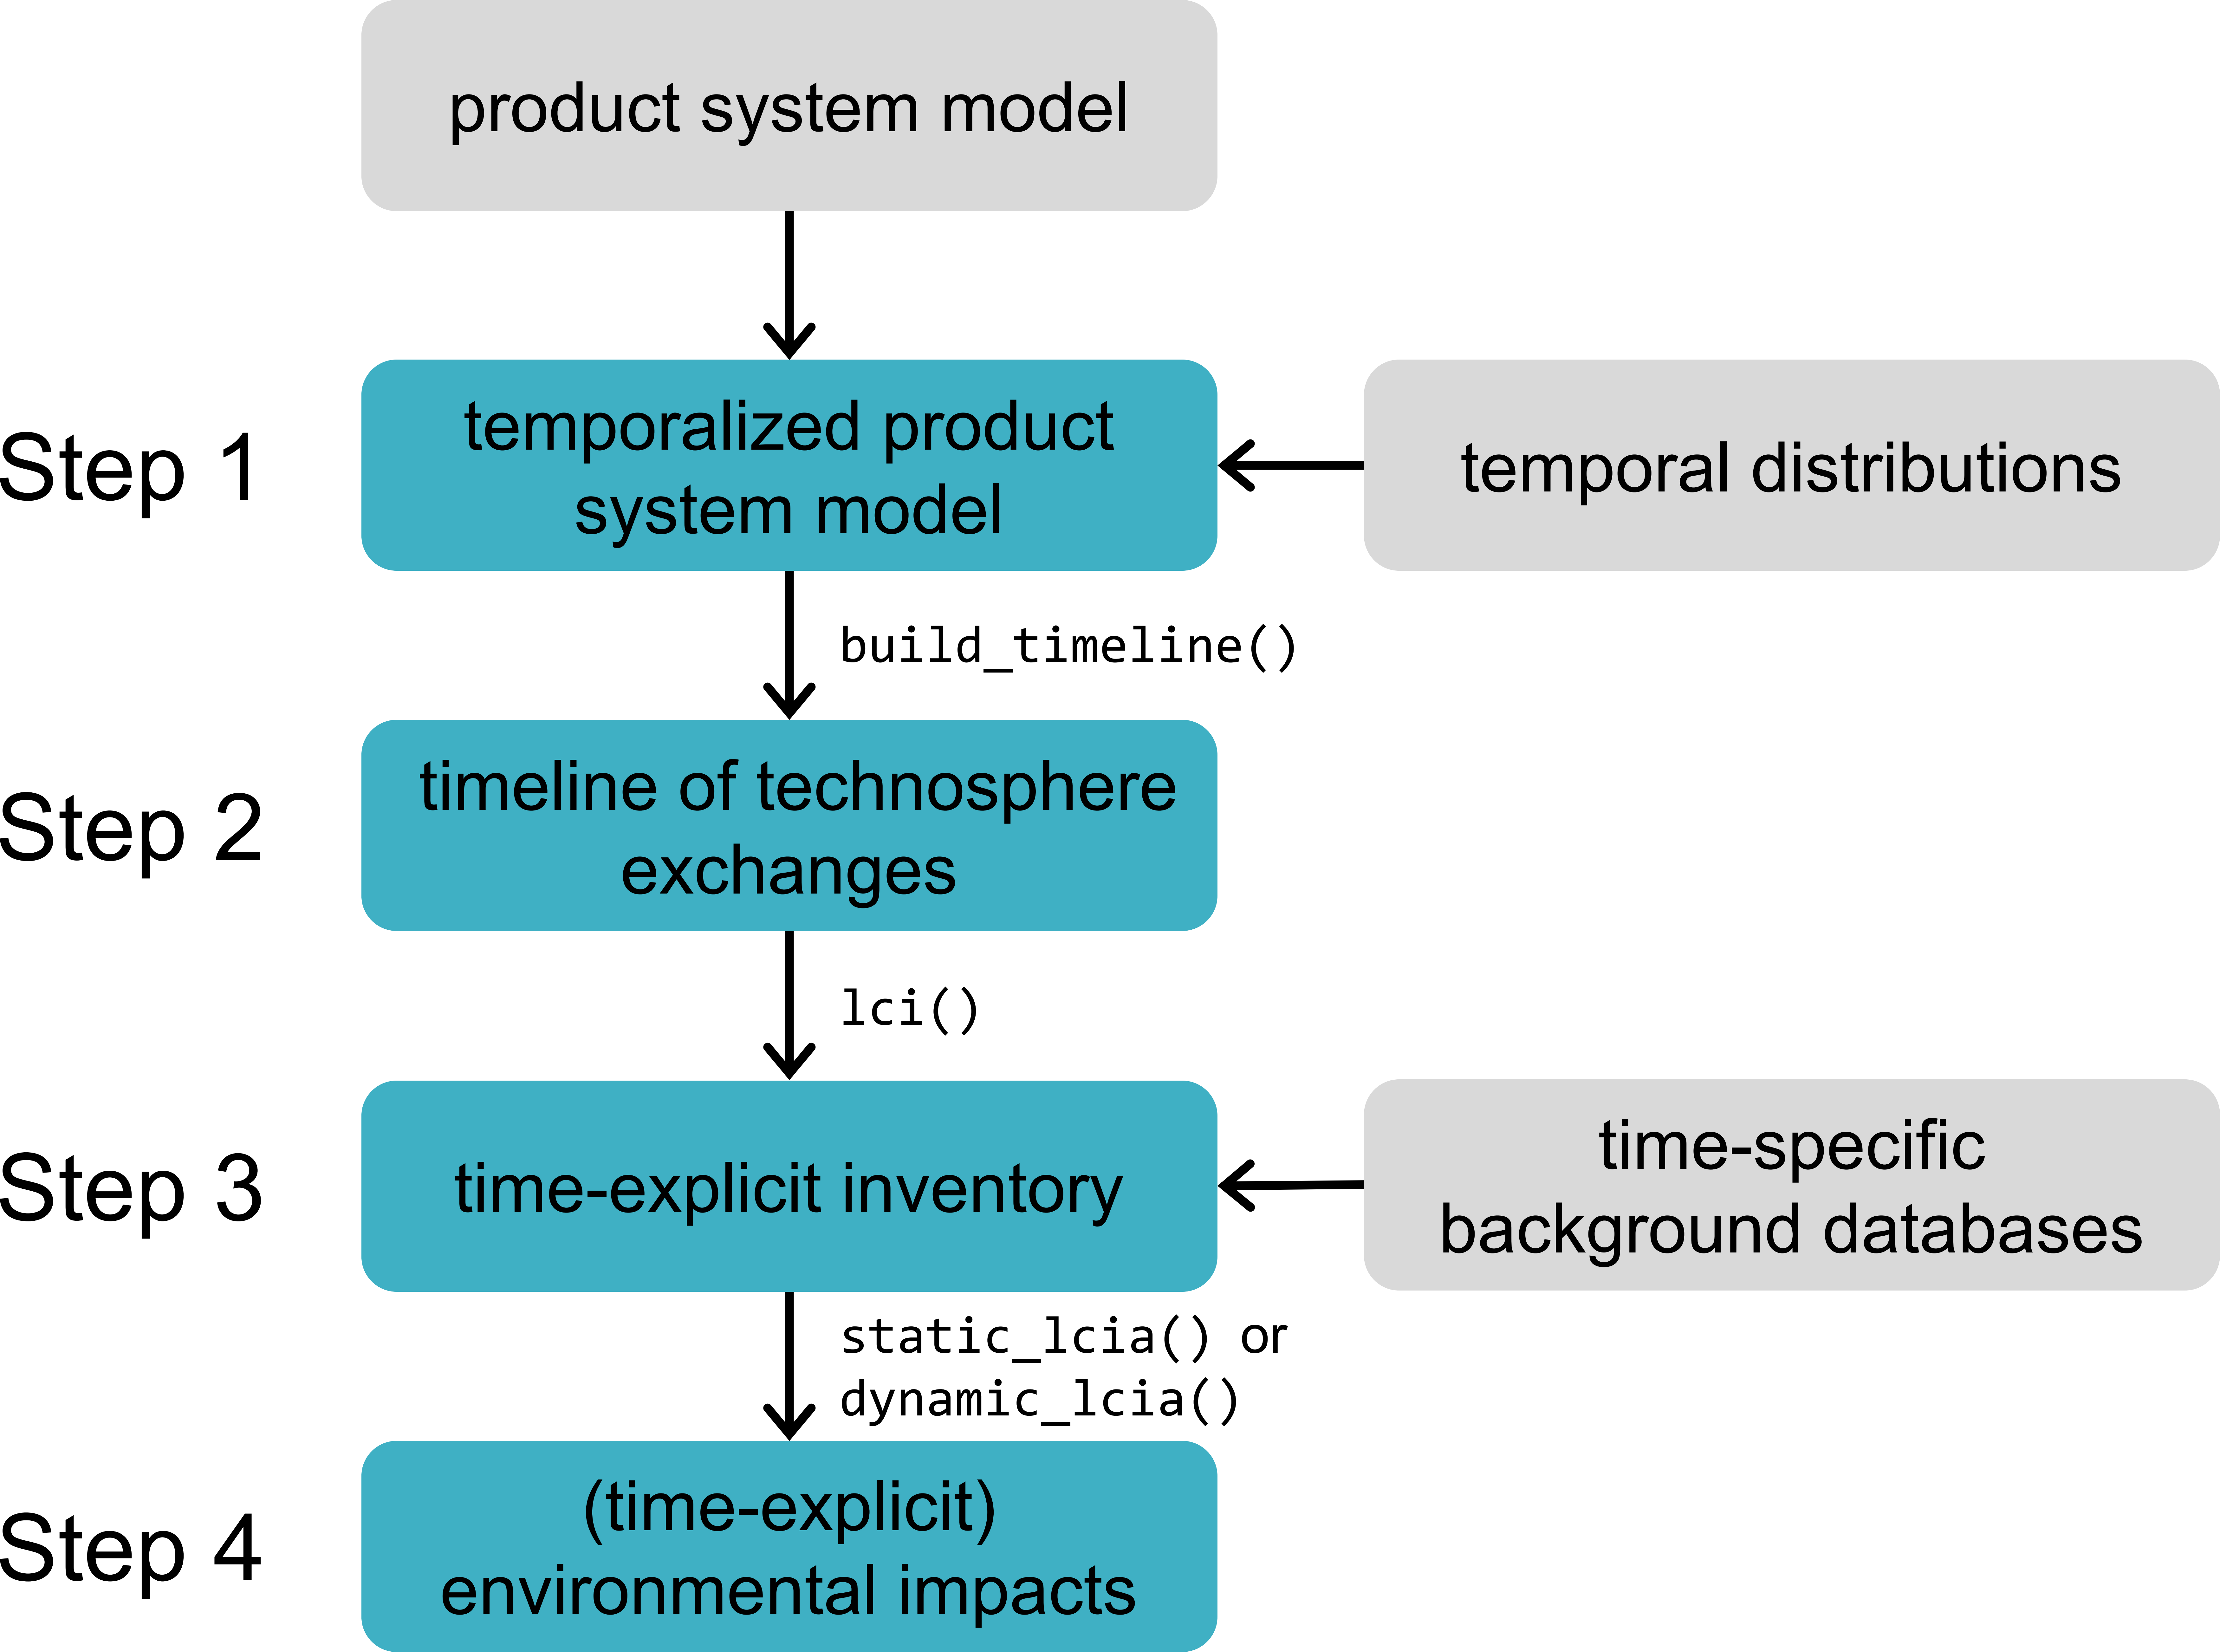 product system model
Step 1
temporalized product
system model
temporal distributions
build_timeline()
Step 2
timeline of technosphere
exchanges
lci()
Step 3
time-explicit inventory
time-specific
background databases
static_lcia() or
dynamic_lcia()
Step 4
(time-explicit)
environmental impacts